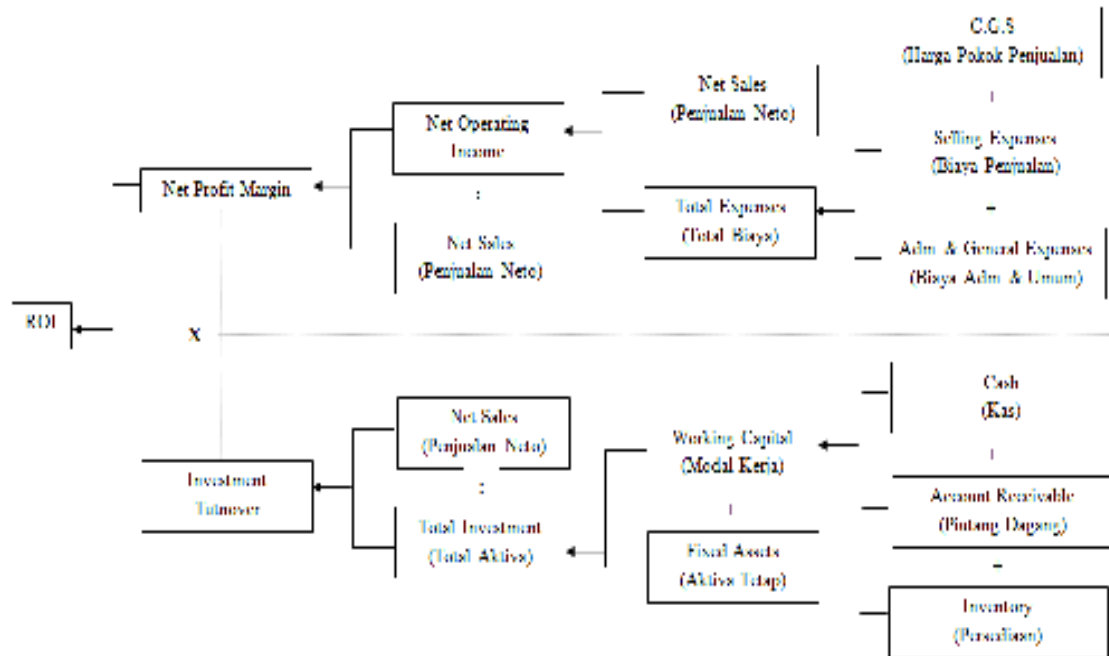 C.G.S
(Harga Pokok Penjualan)
+
Net Sales
(Penjualan Neto)
Selling Expenses
(Biaya Penjualan)
Net Operating
Income
Net Profit Margin
:
Total Expenses
(Total Biaya)
Net Sales
(Penjualan Neto)
Adm & General Expenses
(Biaya Adm & Umum)
ROI
X
Cash
(Kas)
Net Sales
(Penjualan Neto)
Working Capital
(Modal Kerja)
Investment
Tutnover
:
Account Receivable
(Piutang Dagang)
Total Investment
(Total Aktiva)
Fixed Assets
(Aktiva Tetap)
Inventory
(Persediaan)